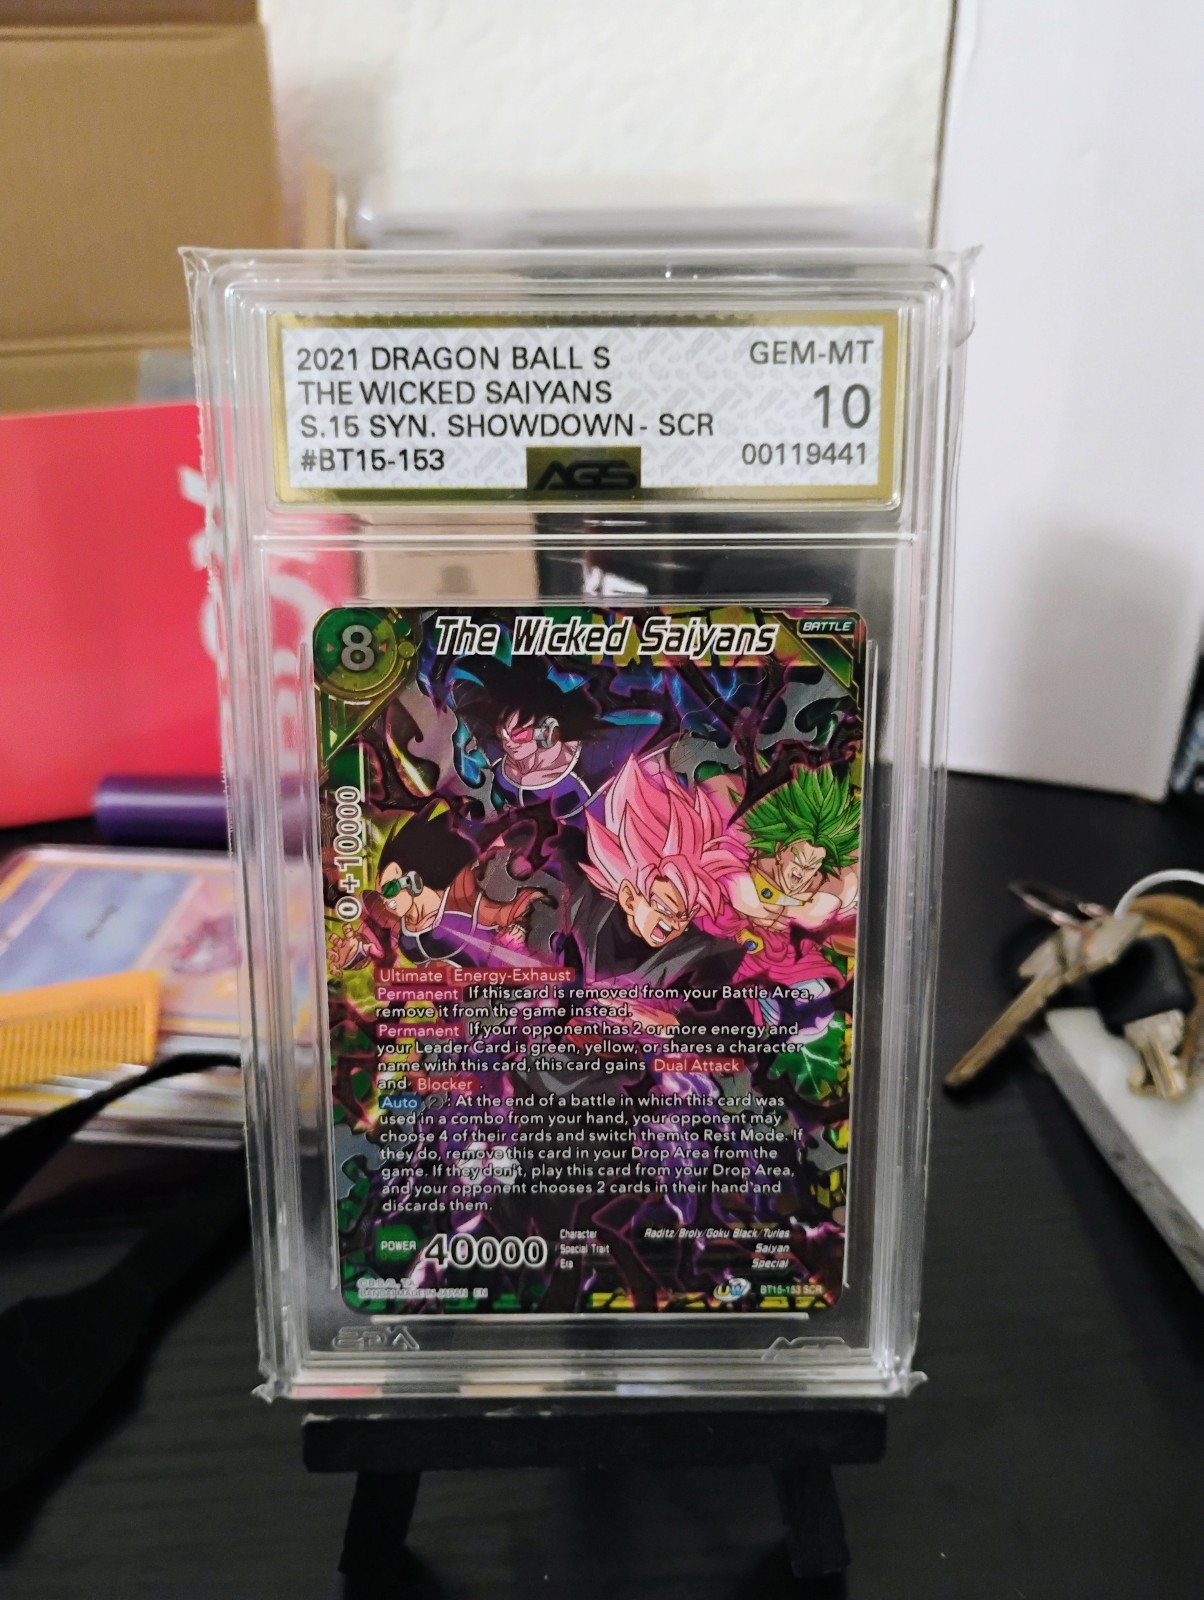 2021 DRAGON BALL S
GEM-MT
THE WICKED SAIYANS
10
S.15 SYN. SHOWDOWN - SCR
#BT15-153
00119441
AGS
8
The Wicked Saiyans
BATTLE
0+10000
Ultimate Energy-Exhaust
Permanent If this card is removed from your Battle Area,
remove it from the game instead.
Permanent If your opponent has 2 or more energy and
your Leader Card is green, yellow, or shares a character
name with this card, this card gains Dual Attack
and Blocker .
Auto 2 : At the end of a battle in which this card was
used in a combo from your hand, your opponent may
choose 4 of their cards and switch them to Rest Mode. If
they do, remove this card in your Drop Area from the
game. If they don't, play this card from your Drop Area,
and your opponent chooses 2 cards in their hand and
discards them.
POWER 40000
Character Raditz/Broly/Goku Black/Turles
Special Trait Saiyan
Era Special
BANDAI MADE IN JAPAN EN
UW BT15-153 SCR
AGS